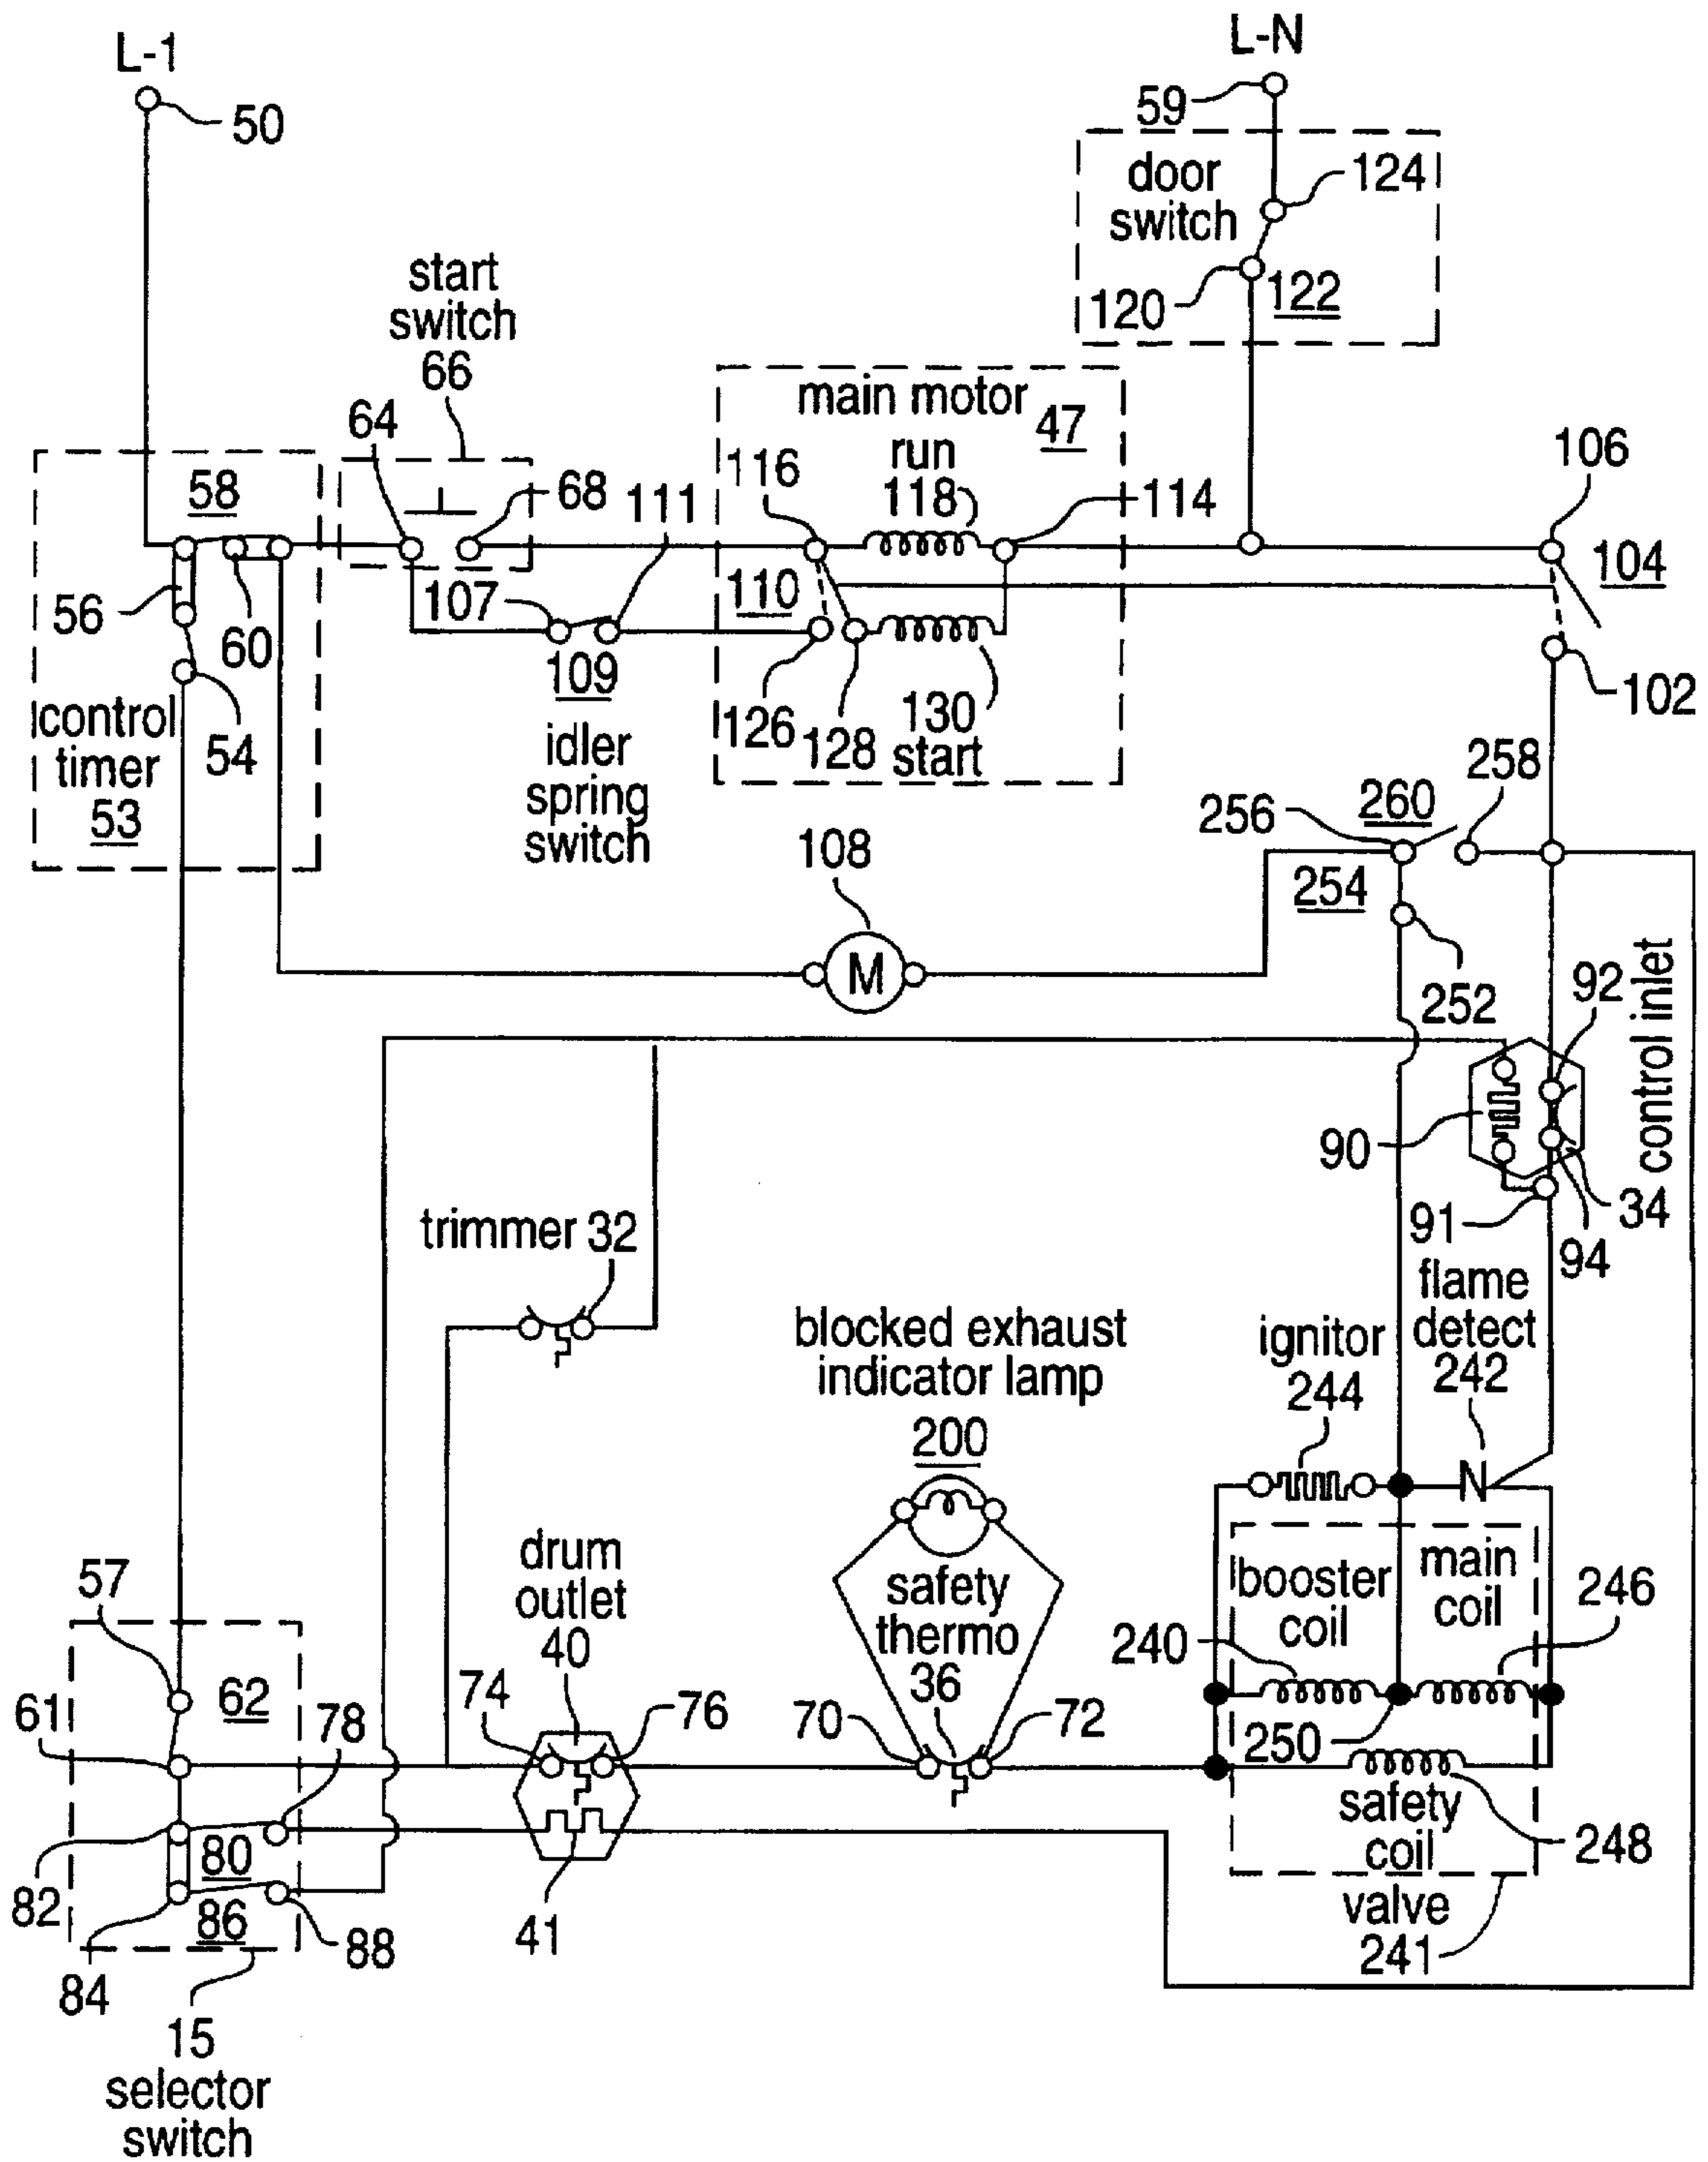 L-1
L-N
50
59
door
switch
124
120
122
start
switch
66
64
68
111
main motor
47
run
116
118
114
106
58
104
56
60
107
110
109
126
128
130
start
102
control
timer
53
54
idler
spring
switch
108
M
256
260
258
254
252
92
control inlet
90
91
34
94
trimmer 32
flame
detect
242
ignitor
244
N
blocked exhaust
indicator lamp
200
drum
outlet
40
safety
thermo
36
booster
coil
main
coil
246
240
57
62
61
78
74
76
70
72
250
safety
coil
248
82
80
86
84
88
41
valve
241
15
selector
switch